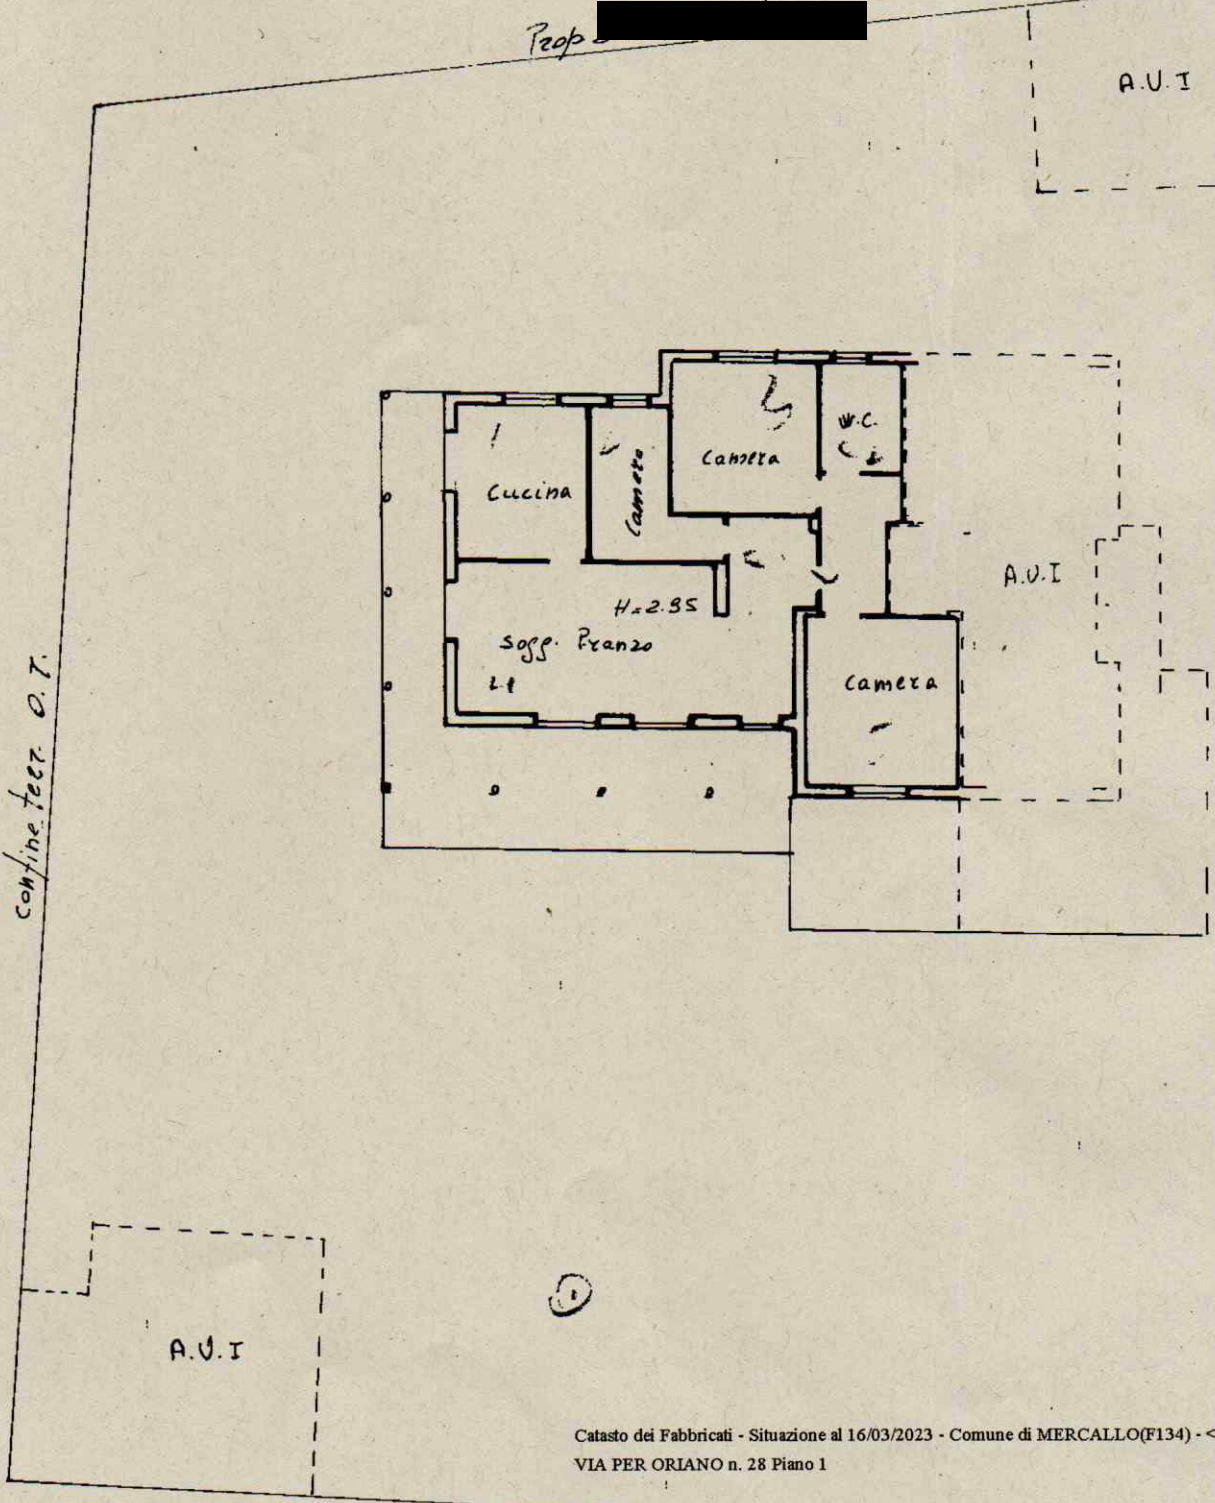 Prop
A.U.I
W.C.
Camera
Camera
Cucina
A.U.I
H=2.95
Sogg. Pranzo
Camera
Confine terr. O.T.
A.U.I
Catasto dei Fabbricati - Situazione al 16/03/2023 - Comune di MERCALLO(F134) - <
VIA PER ORIANO n. 28 Piano 1